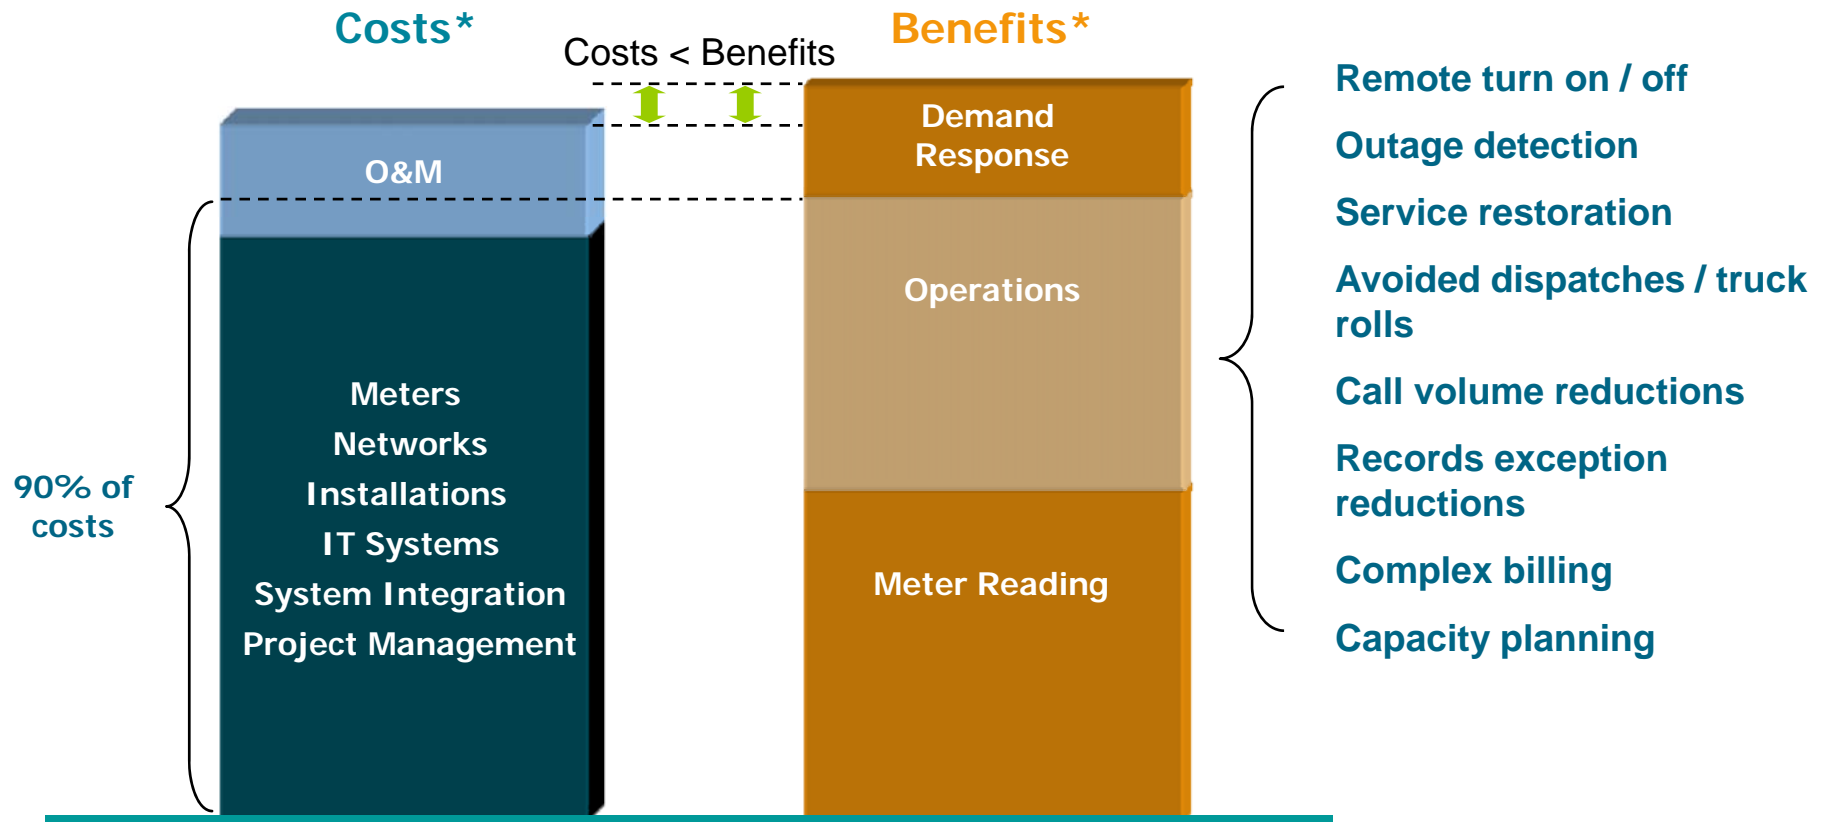 Costs*
Costs < Benefits
Benefits*
O&M
Meters
Networks
Installations
IT Systems
System Integration
Project Management
90% of
costs
Demand
Response
Operations
Meter Reading
Remote turn on / off
Outage detection
Service restoration
Avoided dispatches / truck
rolls
Call volume reductions
Records exception
reductions
Complex billing
Capacity planning